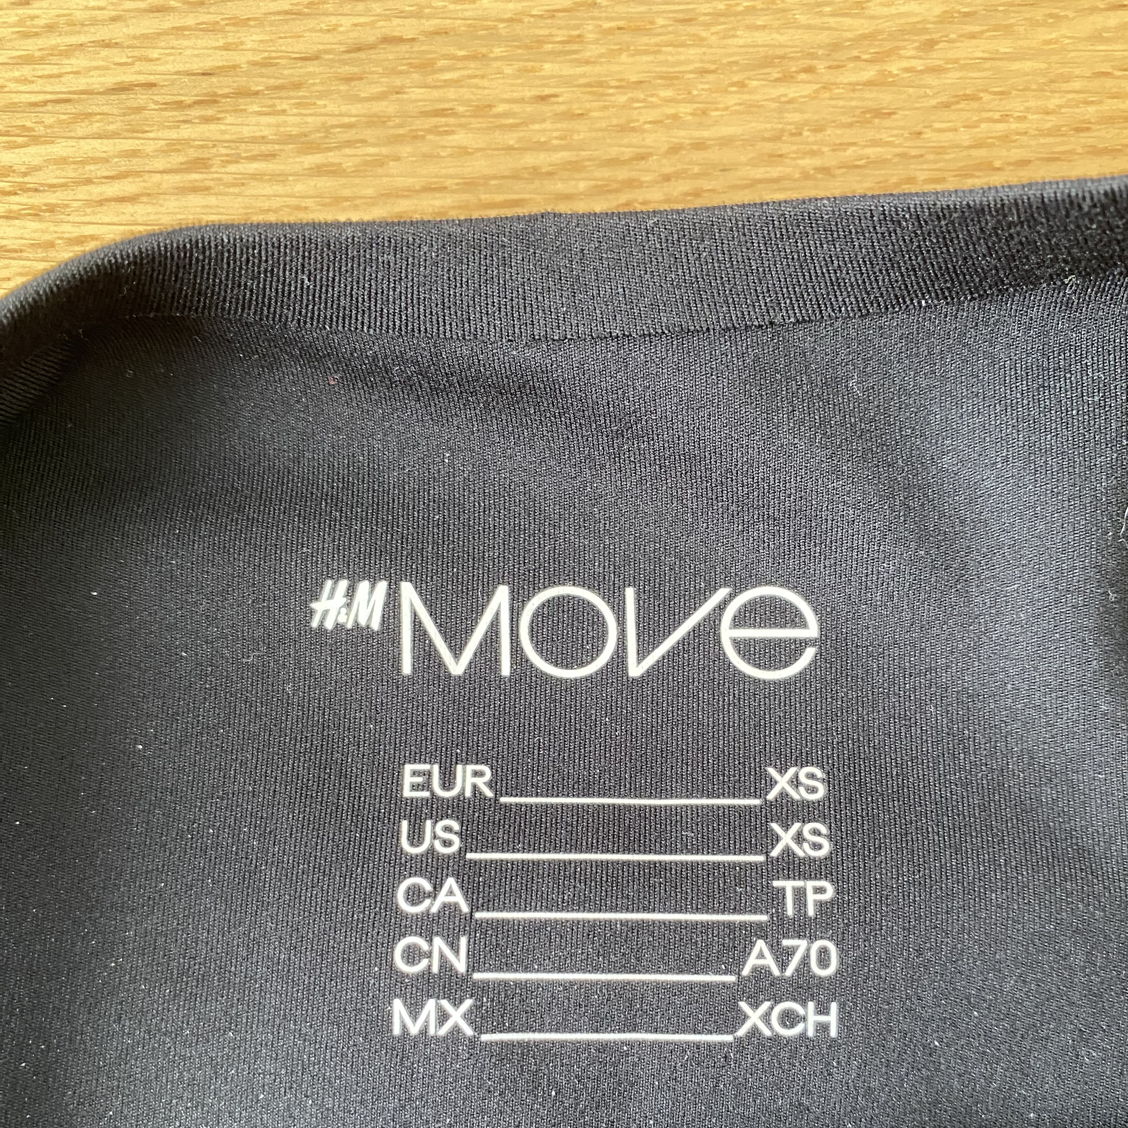 H&M MOVE
EUR XS
US XS
CA TP
CN A70
MX XCH